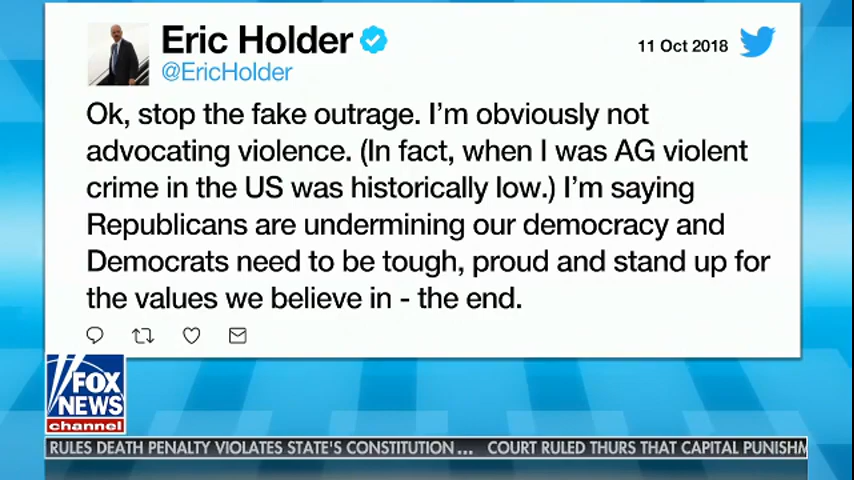 Eric Holder
11 Oct 2018
@EricHolder
Ok, stop the fake outrage. I'm obviously not
advocating violence. (In fact, when I was AG violent
crime in the US was historically low.) I'm saying
Republicans are undermining our democracy and
Democrats need to be tough, proud and stand up for
the values we believe in - the end.
FOX
NEWS
channel
RULES DEATH PENALTY VIOLATES STATE'S CONSTITUTION... COURT RULED THURS THAT CAPITAL PUNISHM